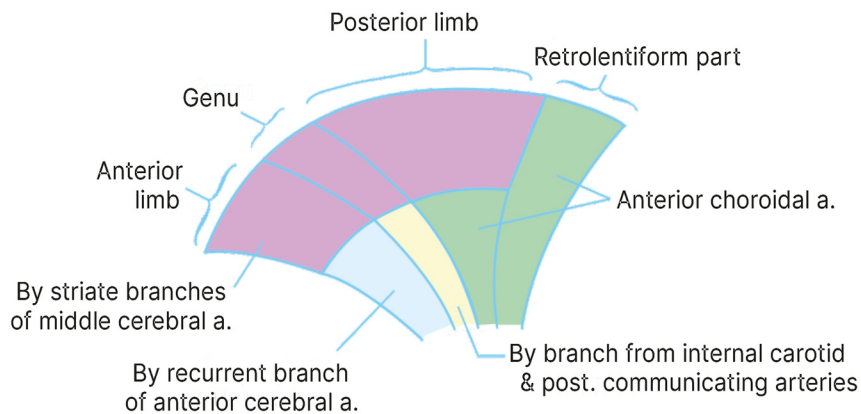 Posterior limb
Retrolentiform part
Genu
Anterior
limb
Anterior choroidal a.
By striate branches
of middle cerebral a.
By branch from internal carotid
& post. communicating arteries
By recurrent branch
of anterior cerebral a.